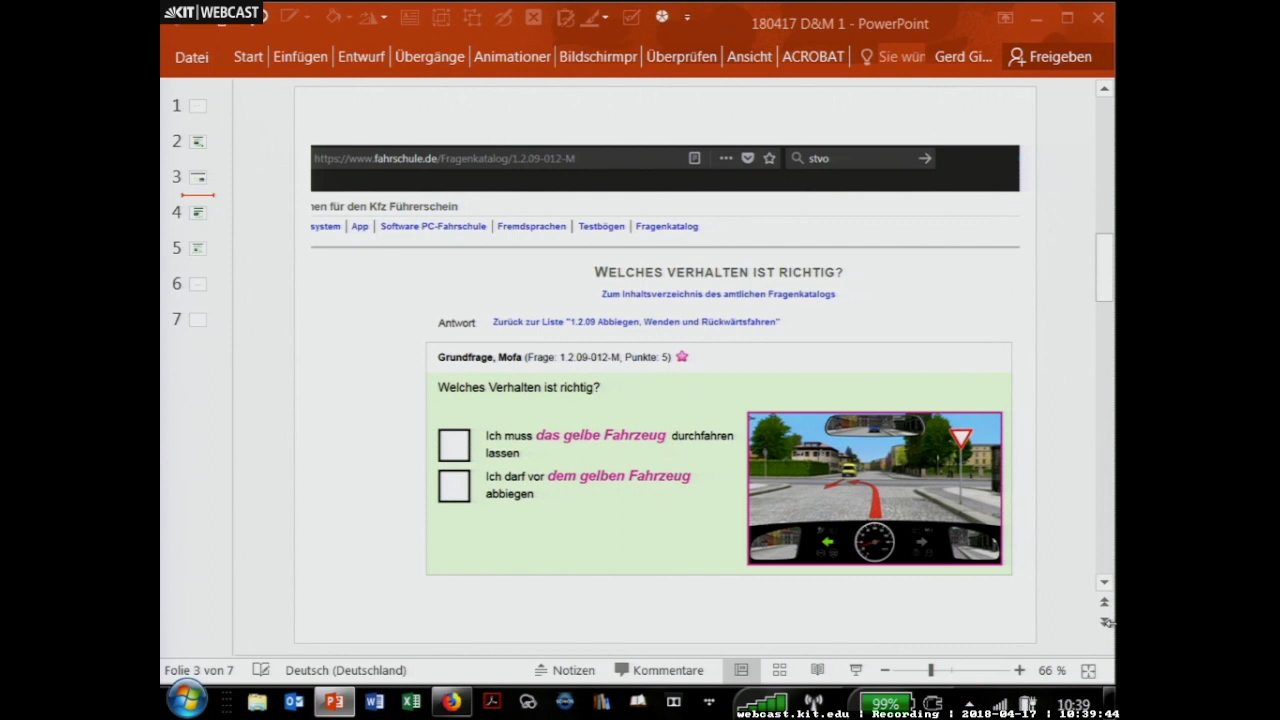 KIT WEBCAST
180417 D&M 1 - PowerPoint
Datei Start Einfügen Entwurf Übergänge Animationer Bildschirmpr Überprüfen Ansicht ACROBAT Sie wür Gerd Gi... Freigeben
1
2
3
4
5
6
7
https://www.fahrschule.de/Fragenkatalog/1.2.09-012-M ... stvo
nen für den Kfz Führerschein
system | App | Software PC-Fahrschule | Fremdsprachen | Testbögen | Fragenkatalog
WELCHES VERHALTEN IST RICHTIG?
Zum Inhaltsverzeichnis des amtlichen Fragenkatalogs
Antwort Zurück zur Liste "1.2.09 Abbiegen, Wenden und Rückwärtsfahren"
Grundfrage, Mofa (Frage: 1.2.09-012-M, Punkte: 5)
Welches Verhalten ist richtig?
Ich muss das gelbe Fahrzeug durchfahren
lassen
Ich darf vor dem gelben Fahrzeug
abbiegen
Folie 3 von 7 Deutsch (Deutschland) Notizen Kommentare 66 %
99% 10:39
webcast.kit.edu | Recording | 2018-04-17 | 10:39:44